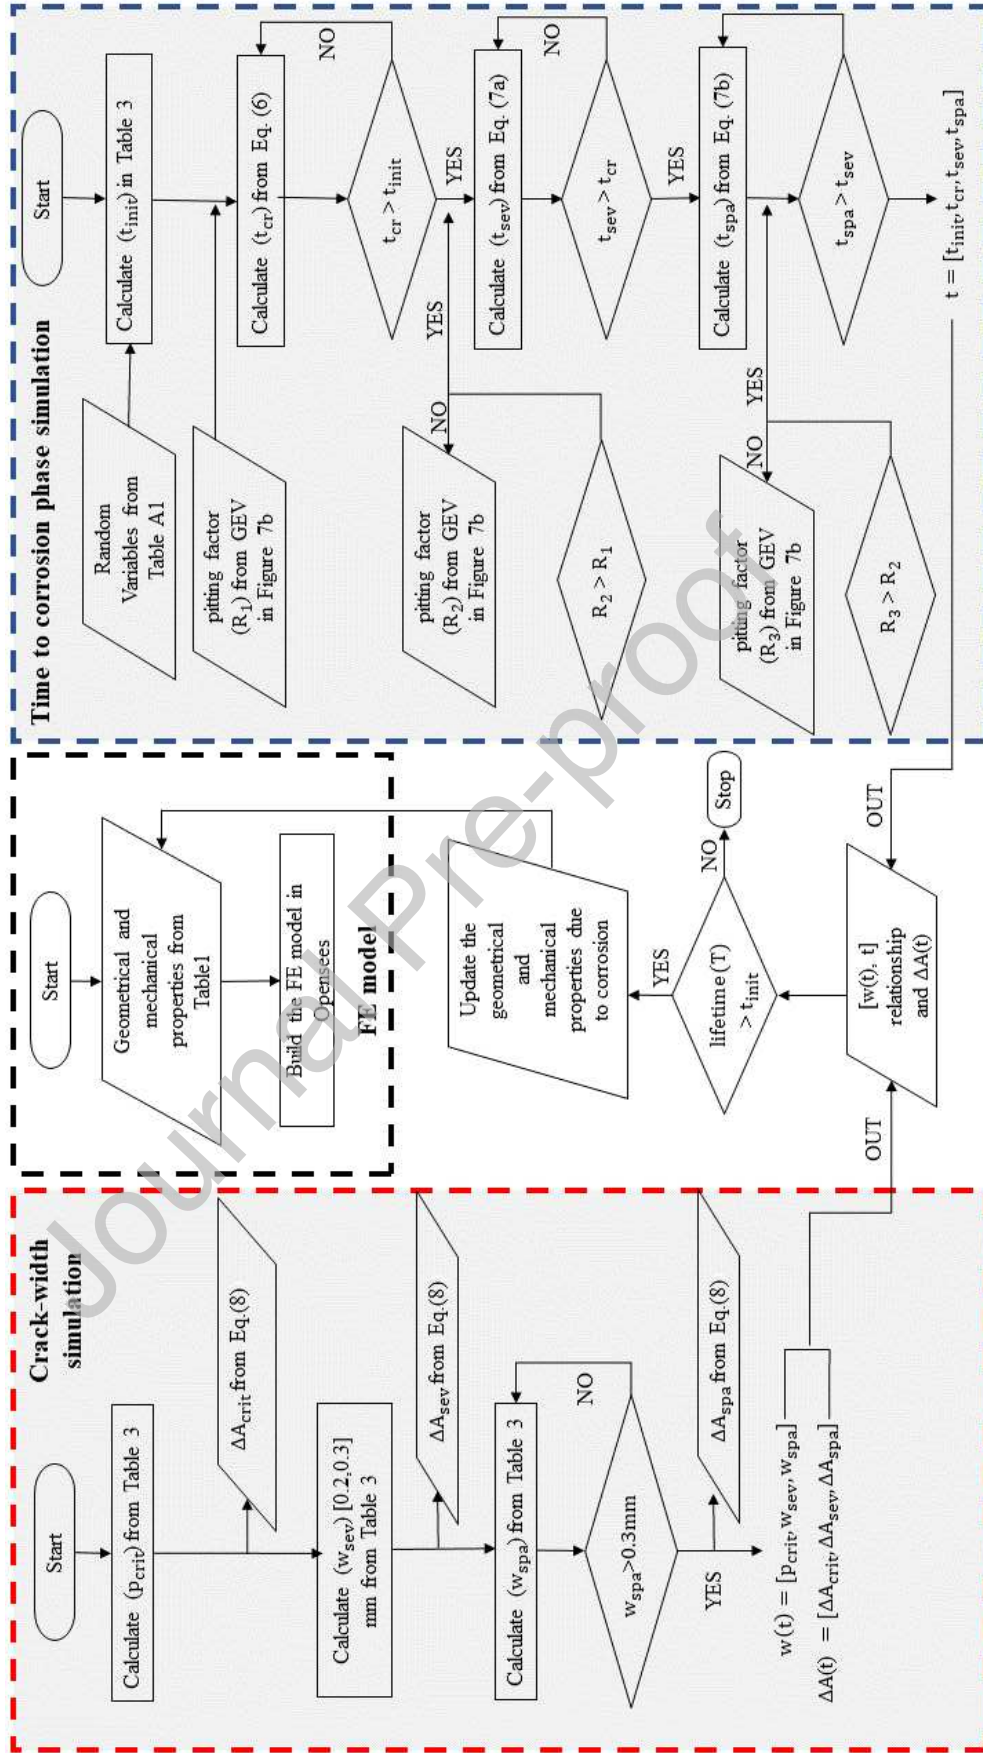 Crack-width
simulation
Start
Calculate (p_crit) from Table 3
ΔA_crit from Eq.(8)
Calculate (w_sev) [0.2,0.3]
mm from Table 3
ΔA_sev from Eq.(8)
Calculate (w_spa) from Table 3
NO
w_spa>0.3mm
YES
ΔA_spa from Eq.(8)
w(t) = [p_crit, w_sev, w_spa]
ΔA(t) = [ΔA_crit, ΔA_sev, ΔA_spa]
Start
Geometrical and
mechanical
properties from
Table1
Build the FE model in
Opensees
FE model
Update the
geometrical
and
mechanical
properties due
to corrosion
YES
lifetime(T)
> t_init
NO
Stop
[w(t), t]
relationship
and ΔA(t)
OUT
OUT
Time to corrosion phase simulation
Start
Random
Variables from
Table A1
Calculate (t_init) in Table 3
pitting factor
(R_1) from GEV
in Figure 7b
Calculate (t_cr) from Eq. (6)
NO
t_cr > t_init
YES
YES
NO
pitting factor
(R_2) from GEV
in Figure 7b
R_2 > R_1
Calculate (t_sev) from Eq. (7a)
NO
t_sev > t_cr
YES
Calculate (t_spa) from Eq. (7b)
YES
NO
pitting factor
(R_3) from GEV
in Figure 7b
R_3 > R_2
t_spa > t_sev
t = [t_init, t_cr, t_sev, t_spa]
Journal Pre-proof